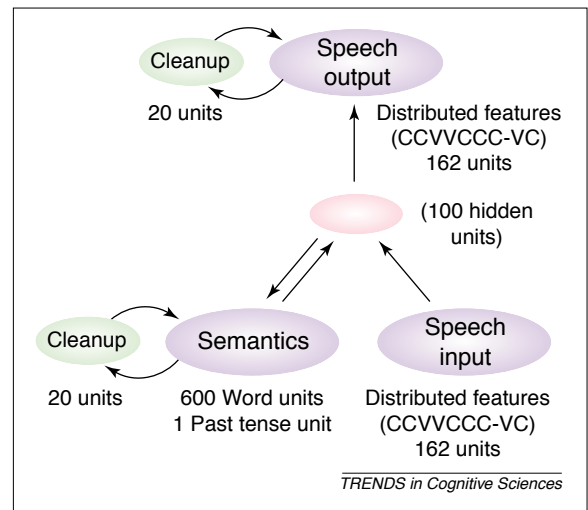 Cleanup
Speech
output
20 units
Distributed features
(CCVVCCC-VC)
162 units
(100 hidden
units)
Cleanup
Semantics
Speech
input
20 units
600 Word units
1 Past tense unit
Distributed features
(CCVVCCC-VC)
162 units
TRENDS in Cognitive Sciences